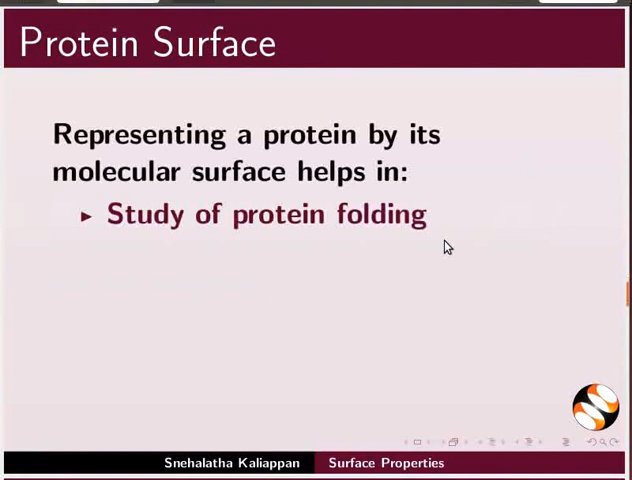 Protein Surface
Representing a protein by its
molecular surface helps in:
Study of protein folding
Snehalatha Kaliappan
Surface Properties